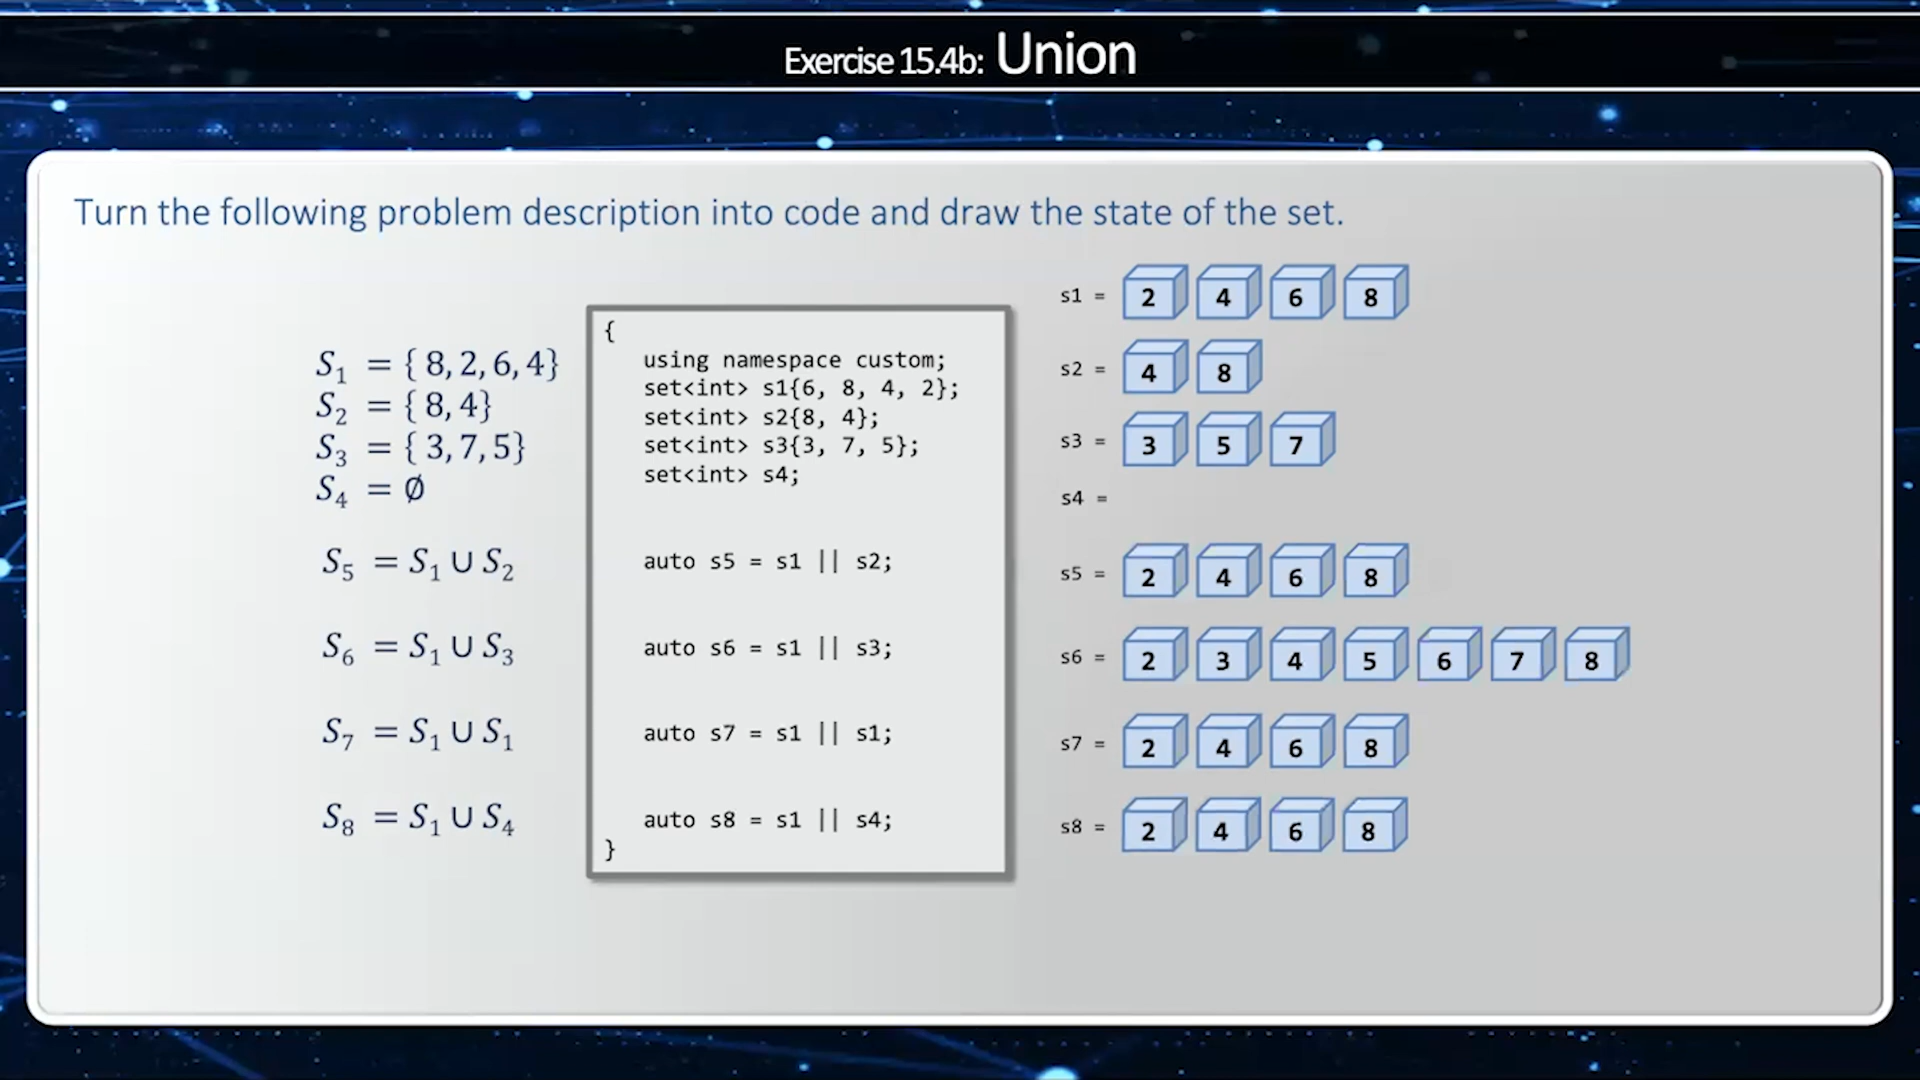 Exercise 15.4b: Union
Turn the following problem description into code and draw the state of the set.
S₁ = { 8, 2, 6, 4}
S₂ = { 8, 4}
S₃ = { 3, 7, 5}
S₄ = ∅
S₅ = S₁ ∪ S₂
S₆ = S₁ ∪ S₃
S₇ = S₁ ∪ S₁
S₈ = S₁ ∪ S₄
{
using namespace custom;
set<int> s1{6, 8, 4, 2};
set<int> s2{8, 4};
set<int> s3{3, 7, 5};
set<int> s4;
auto s5 = s1 || s2;
auto s6 = s1 || s3;
auto s7 = s1 || s1;
auto s8 = s1 || s4;
}
s1 = 2 4 6 8
s2 = 4 8
s3 = 3 5 7
s4 =
s5 = 2 4 6 8
s6 = 2 3 4 5 6 7 8
s7 = 2 4 6 8
s8 = 2 4 6 8